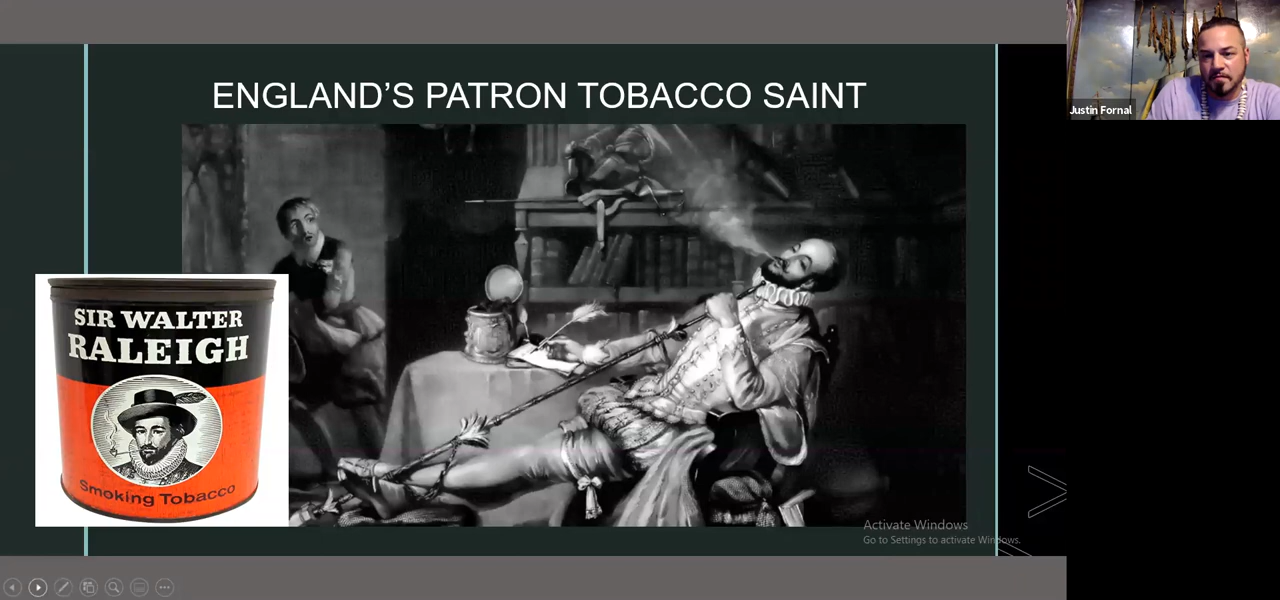 ENGLAND'S PATRON TOBACCO SAINT
SIR WALTER
RALEIGH
Smoking Tobacco
Justin Fornal
Activate Windows
Go to Settings to activate Windows.